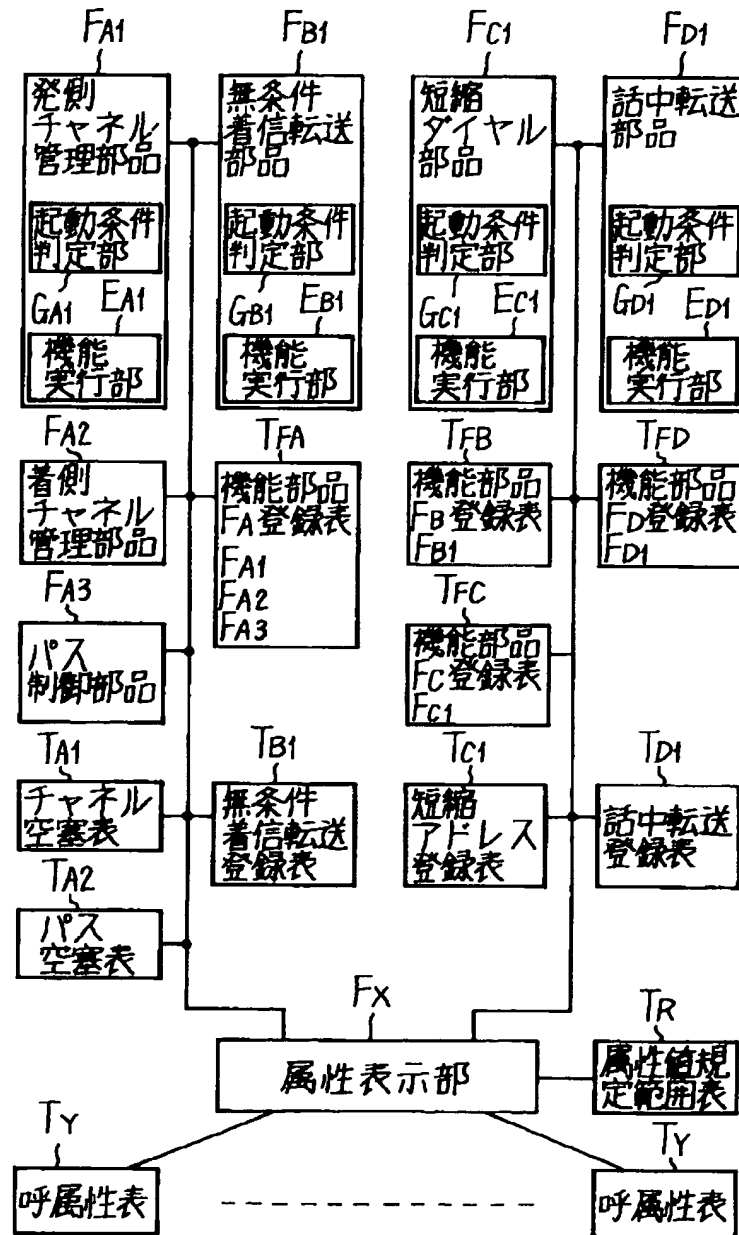 FA1
発側
チャネル
管理部品
起動条件
判定部
GA1
EA1
機能
実行部
FB1
無条件
着信転送
部品
起動条件
判定部
GB1
EB1
機能
実行部
FC1
短縮
ダイヤル
部品
起動条件
判定部
GC1
EC1
機能
実行部
FD1
話中転送
部品
起動条件
判定部
GD1
ED1
機能
実行部
FA2
着側
チャネル
管理部品
TFA
機能部品
FA登録表
FA1
FA2
FA3
TFB
機能部品
FB登録表
FB1
TFD
機能部品
FD登録表
FD1
FA3
パス
制御部品
TFC
機能部品
FC登録表
FC1
TA1
チャネル
空塞表
TB1
無条件
着信転送
登録表
TC1
短縮
アドレス
登録表
TD1
話中転送
登録表
TA2
パス
空塞表
FX
属性表示部
TR
属性値規
定範囲表
TY
呼属性表
TY
呼属性表